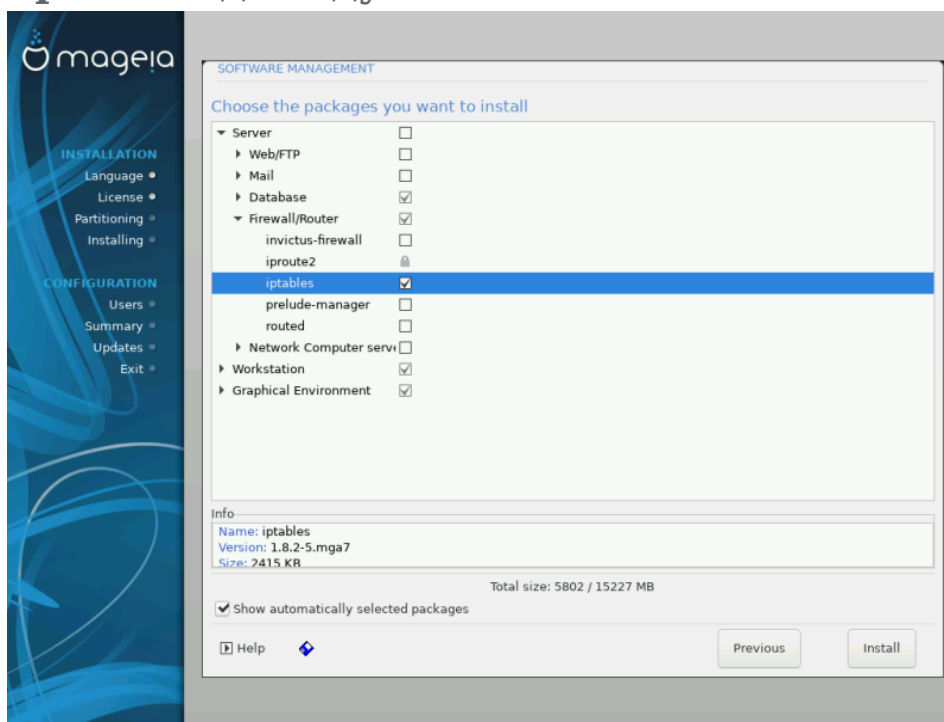 mageia
INSTALLATION
Language
License
Partitioning
Installing
CONFIGURATION
Users
Summary
Updates
Exit
SOFTWARE MANAGEMENT
Choose the packages you want to install
Server
Web/FTP
Mail
Database
Firewall/Router
invictus-firewall
iproute2
iptables
prelude-manager
routed
Network Computer serv
Workstation
Graphical Environment
Info
Name: iptables
Version: 1.8.2-5.mga7
Size: 2415 KB
Total size: 5802 / 15227 MB
Show automatically selected packages
Help
Previous
Install